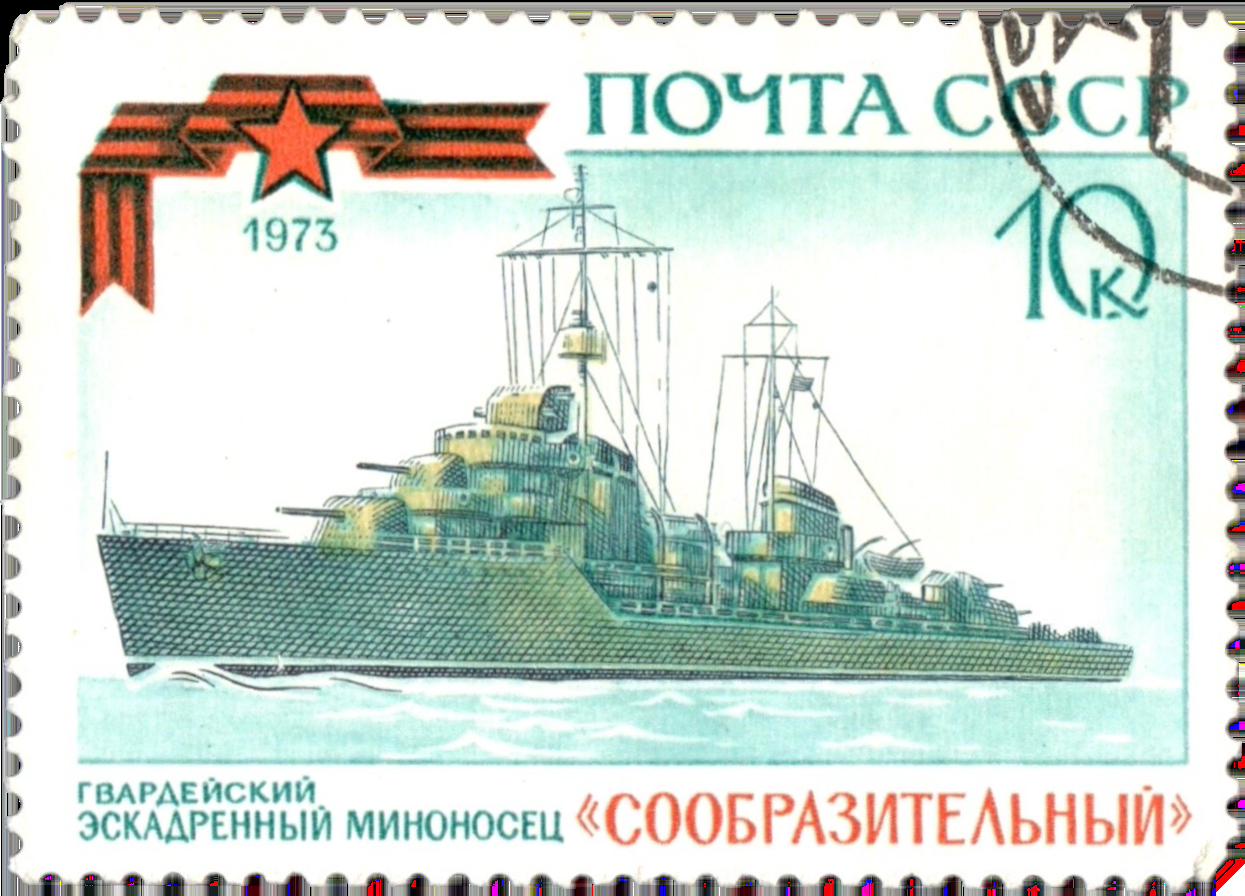 ПОЧТА СССР
1973
10к
ГВАРДЕЙСКИЙ
ЭСКАДРЕННЫЙ МИНОНОСЕЦ «СООБРАЗИТЕЛЬНЫЙ»